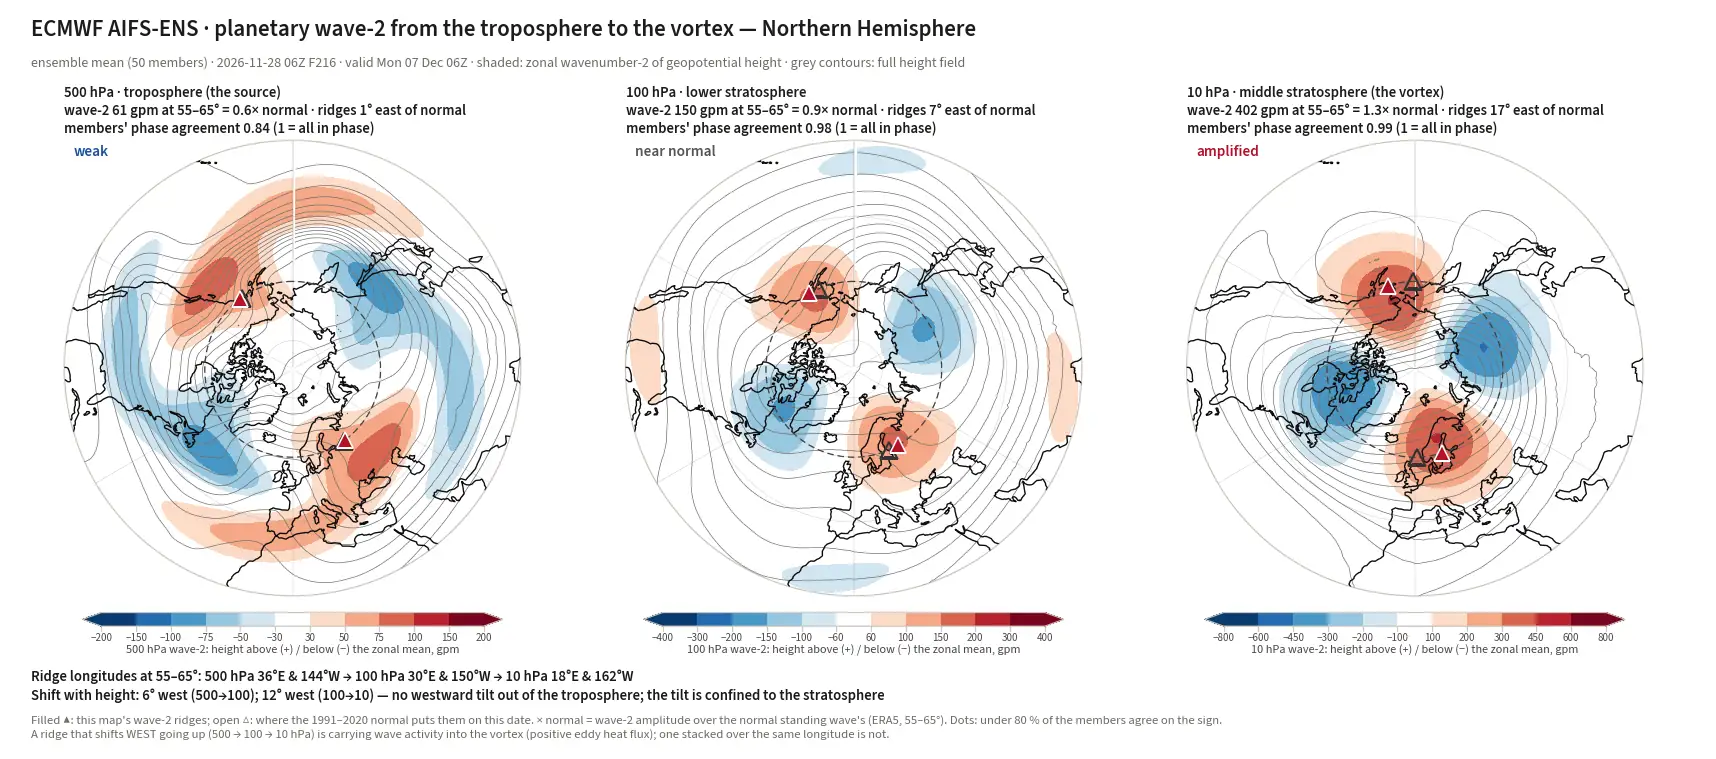 ECMWF AIFS-ENS · planetary wave-2 from the troposphere to the vortex — Northern Hemisphere
ensemble mean (50 members) · 2026-11-28 06Z F216 · valid Mon 07 Dec 06Z · shaded: zonal wavenumber-2 of geopotential height · grey contours: full height field
500 hPa · troposphere (the source)
wave-2 61 gpm at 55–65° = 0.6× normal · ridges 1° east of normal
members' phase agreement 0.84 (1 = all in phase)
weak
100 hPa · lower stratosphere
wave-2 150 gpm at 55–65° = 0.9× normal · ridges 7° east of normal
members' phase agreement 0.98 (1 = all in phase)
near normal
10 hPa · middle stratosphere (the vortex)
wave-2 402 gpm at 55–65° = 1.3× normal · ridges 17° east of normal
members' phase agreement 0.99 (1 = all in phase)
amplified
−200 −150 −100 −75 −50 −30 30 50 75 100 150 200
500 hPa wave-2: height above (+) / below (−) the zonal mean, gpm
−400 −300 −200 −150 −100 −60 60 100 150 200 300 400
100 hPa wave-2: height above (+) / below (−) the zonal mean, gpm
−800 −600 −450 −300 −200 −100 100 200 300 450 600 800
10 hPa wave-2: height above (+) / below (−) the zonal mean, gpm
Ridge longitudes at 55–65°: 500 hPa 36°E & 144°W → 100 hPa 30°E & 150°W → 10 hPa 18°E & 162°W
Shift with height: 6° west (500→100); 12° west (100→10) — no westward tilt out of the troposphere; the tilt is confined to the stratosphere
Filled ▲: this map's wave-2 ridges; open △: where the 1991–2020 normal puts them on this date. × normal = wave-2 amplitude over the normal standing wave's (ERA5, 55–65°). Dots: under 80 % of the members agree on the sign.
A ridge that shifts WEST going up (500 → 100 → 10 hPa) is carrying wave activity into the vortex (positive eddy heat flux); one stacked over the same longitude is not.